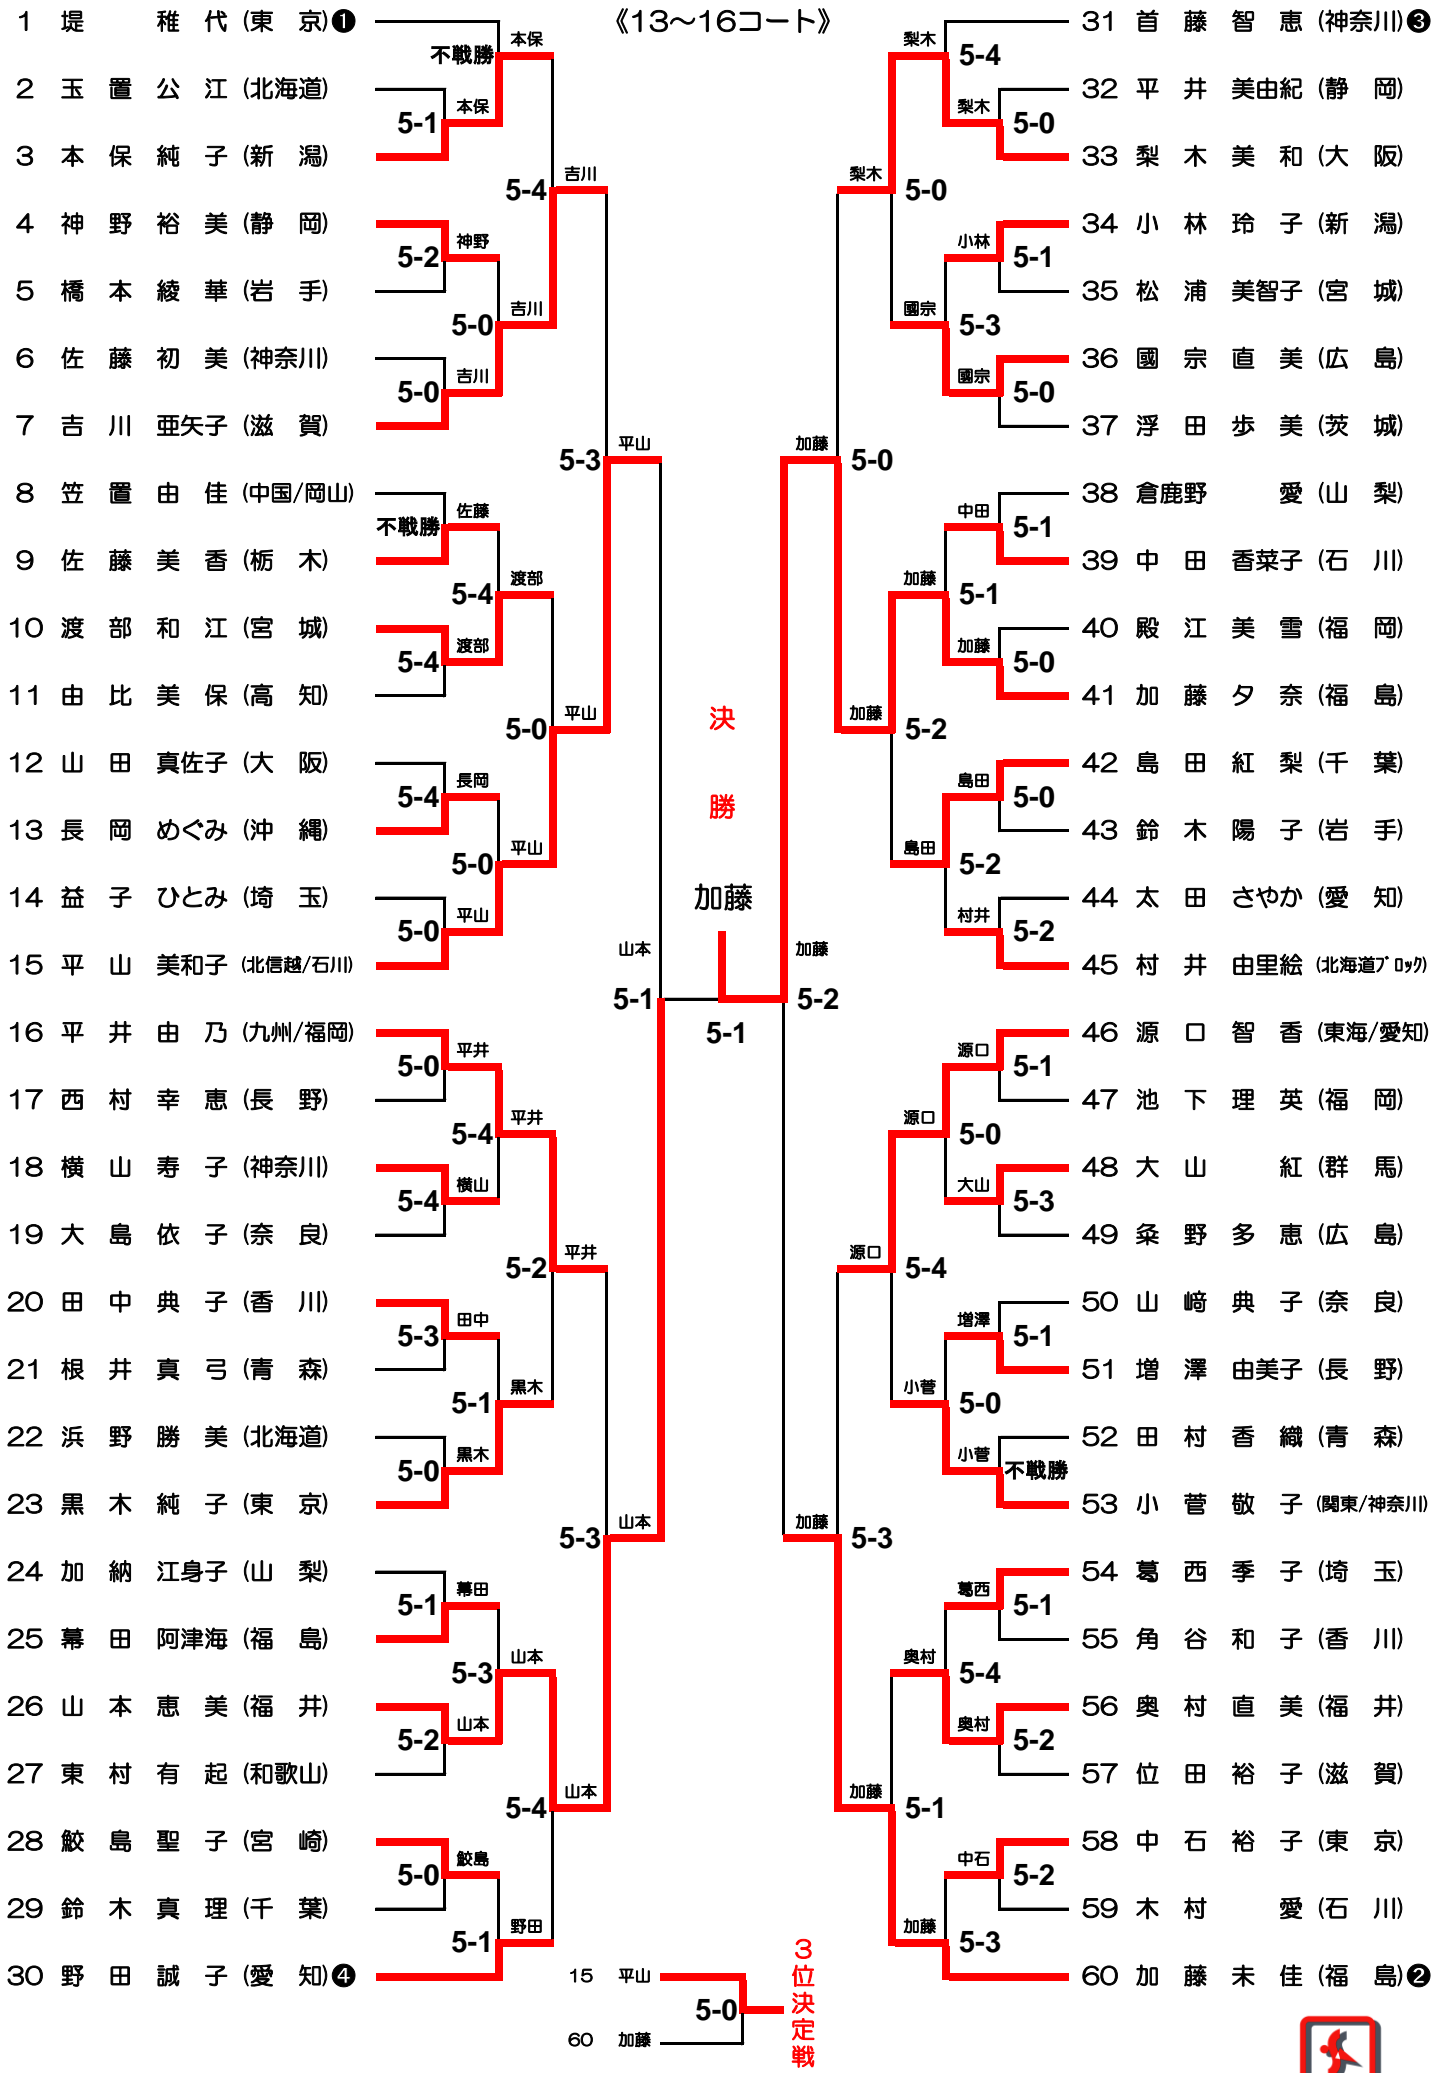 《13～16コート》
1 堤 稚代 (東京) ❶
2 玉置公江 (北海道)
3 本保純子 (新潟)
4 神野裕美 (静岡)
5 橋本綾華 (岩手)
6 佐藤初美 (神奈川)
7 吉川亜矢子 (滋賀)
8 笠置由佳 (中国/岡山)
9 佐藤美香 (栃木)
10 渡部和江 (宮城)
11 由比美保 (高知)
12 山田真佐子 (大阪)
13 長岡めぐみ (沖縄)
14 益子ひとみ (埼玉)
15 平山美和子 (北信越/石川)
16 平井由乃 (九州/福岡)
17 西村幸恵 (長野)
18 横山寿子 (神奈川)
19 大島依子 (奈良)
20 田中典子 (香川)
21 根井真弓 (青森)
22 浜野勝美 (北海道)
23 黒木純子 (東京)
24 加納江身子 (山梨)
25 幕田阿津海 (福島)
26 山本恵美 (福井)
27 東村有起 (和歌山)
28 鮫島聖子 (宮崎)
29 鈴木真理 (千葉)
30 野田誠子 (愛知) ❹
本保
不戦勝
本保
5-1
吉川
5-4
神野
5-2
吉川
5-0
吉川
5-0
平山
5-3
佐藤
不戦勝
渡部
5-4
渡部
5-4
平山
5-0
長岡
5-4
平山
5-0
平山
5-0
山本
5-1
平井
5-0
平井
5-4
横山
5-4
平井
5-2
田中
5-3
黒木
5-1
黒木
5-0
山本
5-3
幕田
5-1
山本
5-3
山本
5-2
山本
5-4
鮫島
5-0
野田
5-1
決
勝
加藤
5-1
梨木
5-4
梨木
5-0
梨木
5-0
小林
5-1
國宗
5-3
國宗
5-0
加藤
5-0
中田
5-1
加藤
5-1
加藤
5-0
加藤
5-2
島田
5-0
島田
5-2
村井
5-2
加藤
5-2
源口
5-1
源口
5-0
大山
5-3
源口
5-4
増澤
5-1
小菅
5-0
小菅
不戦勝
加藤
5-3
葛西
5-1
奥村
5-4
奥村
5-2
加藤
5-1
中石
5-2
加藤
5-3
31 首藤智恵 (神奈川) ❸
32 平井美由紀 (静岡)
33 梨木美和 (大阪)
34 小林玲子 (新潟)
35 松浦美智子 (宮城)
36 國宗直美 (広島)
37 浮田歩美 (茨城)
38 倉鹿野 愛 (山梨)
39 中田香菜子 (石川)
40 殿江美雪 (福岡)
41 加藤夕奈 (福島)
42 島田紅梨 (千葉)
43 鈴木陽子 (岩手)
44 太田さやか (愛知)
45 村井由里絵 (北海道ブロック)
46 源口智香 (東海/愛知)
47 池下理英 (福岡)
48 大山 紅 (群馬)
49 粂野多恵 (広島)
50 山﨑典子 (奈良)
51 増澤由美子 (長野)
52 田村香織 (青森)
53 小菅敬子 (関東/神奈川)
54 葛西季子 (埼玉)
55 角谷和子 (香川)
56 奥村直美 (福井)
57 位田裕子 (滋賀)
58 中石裕子 (東京)
59 木村 愛 (石川)
60 加藤未佳 (福島) ❷
15 平山
5-0
60 加藤
3位決定戦